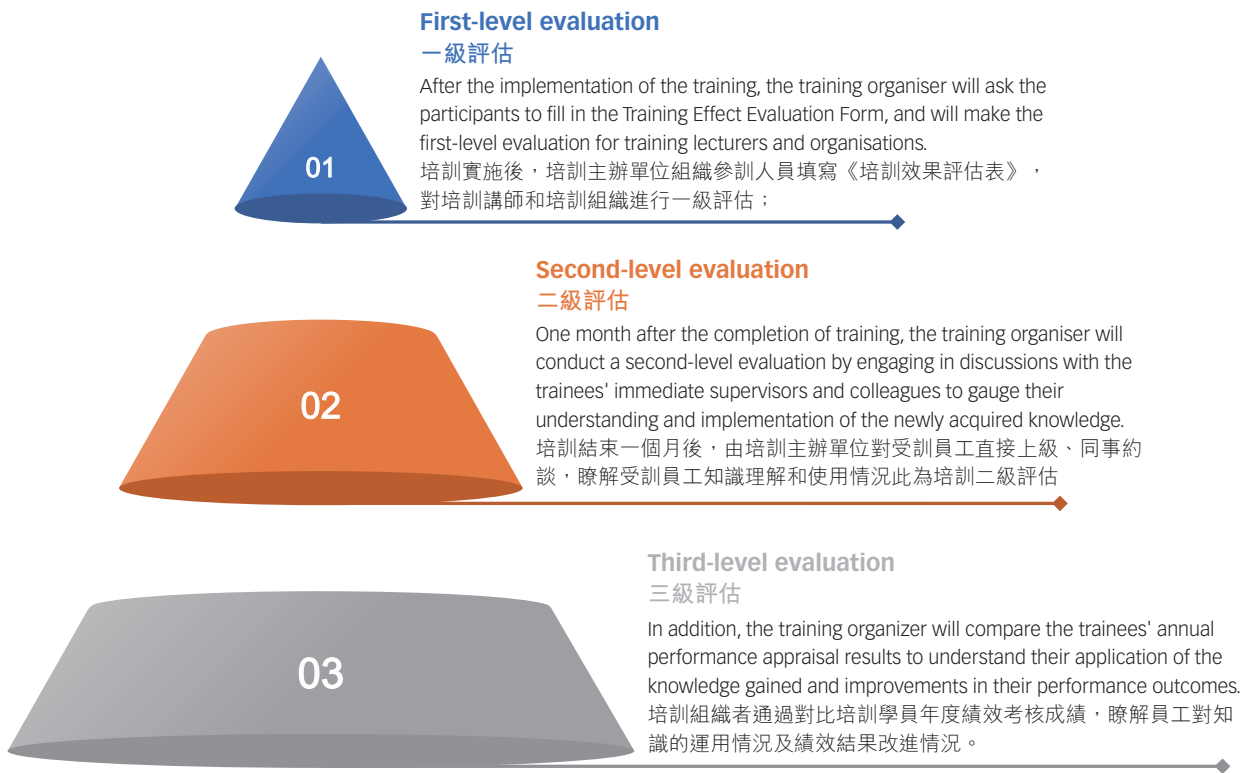 First-level evaluation
一級評估
After the implementation of the training, the training organiser will ask the
participants to fill in the Training Effect Evaluation Form, and will make the
first-level evaluation for training lecturers and organisations.
培訓實施後，培訓主辦單位組織參訓人員填寫《培訓效果評估表》，
對培訓講師和培訓組織進行一級評估；
01
Second-level evaluation
二級評估
One month after the completion of training, the training organiser will
conduct a second-level evaluation by engaging in discussions with the
trainees' immediate supervisors and colleagues to gauge their
understanding and implementation of the newly acquired knowledge.
培訓結束一個月後，由培訓主辦單位對受訓員工直接上級、同事約
談，瞭解受訓員工知識理解和使用情況此為培訓二級評估
02
Third-level evaluation
三級評估
In addition, the training organizer will compare the trainees' annual
performance appraisal results to understand their application of the
knowledge gained and improvements in their performance outcomes.
培訓組織者通過對比培訓學員年度績效考核成績，瞭解員工對知
識的運用情況及績效結果改進情況。
03